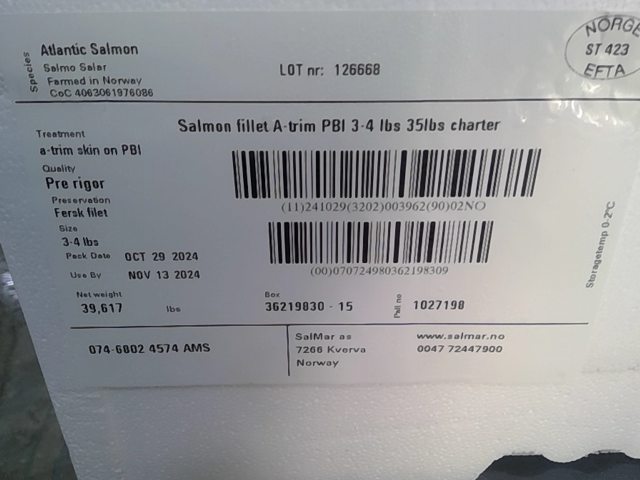 Species
Atlantic Salmon
Salmo Salar
Farmed in Norway
CoC 4063061976086
LOT nr: 126668
NORGE
ST 423
EFTA
Salmon fillet A-trim PBI 3-4 lbs 35lbs charter
Treatment
a-trim skin on PBI
Quality
Pre rigor
Preservation
Fersk filet
Size
3-4 lbs
Pack Date OCT 29 2024
Use By NOV 13 2024
(11)241029(3202)003962(90)02NO
(00)070724980362198309
Storagetemp 0-2°C
Net weight
39,617 lbs
Box
36219830 - 15
Pall no 1027198
074-6802 4574 AMS
SalMar as
7266 Kverva
Norway
www.salmar.no
0047 72447900